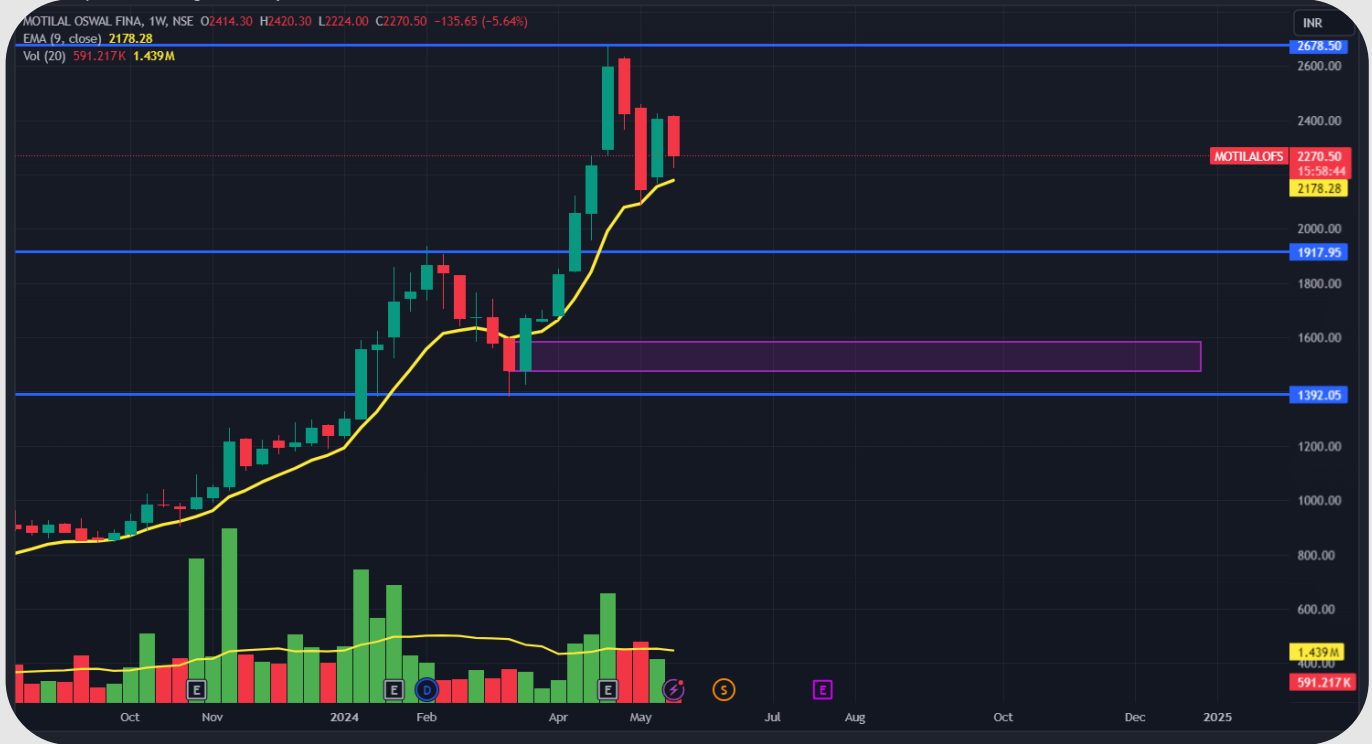 MOTILAL OSWAL FINA, 1W, NSE O2414.30 H2420.30 L2224.00 C2270.50 −135.65 (−5.64%)
EMA (9, close) 2178.28
Vol (20) 591.217K 1.439M
INR
2678.50
2600.00
2400.00
MOTILALOFS 2270.50
15:58:44
2178.28
2000.00
1917.95
1800.00
1600.00
1392.05
1200.00
1000.00
800.00
600.00
1.439M
400.00
591.217K
E E D E S E
Oct Nov 2024 Feb Apr May Jul Aug Oct Dec 2025